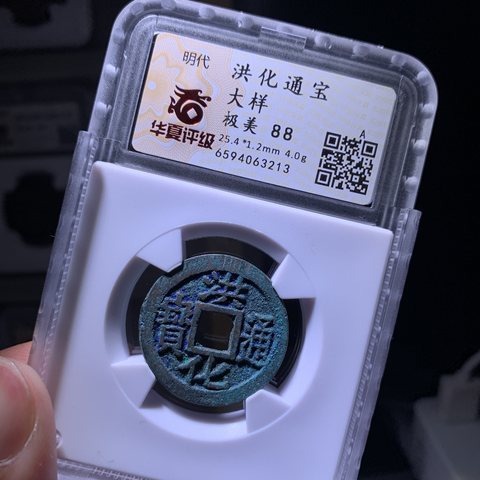 明代
洪化通宝
大样
极美 88
华夏评级
25.4*1.2mm 4.0g
6594063213
A
洪化通寳